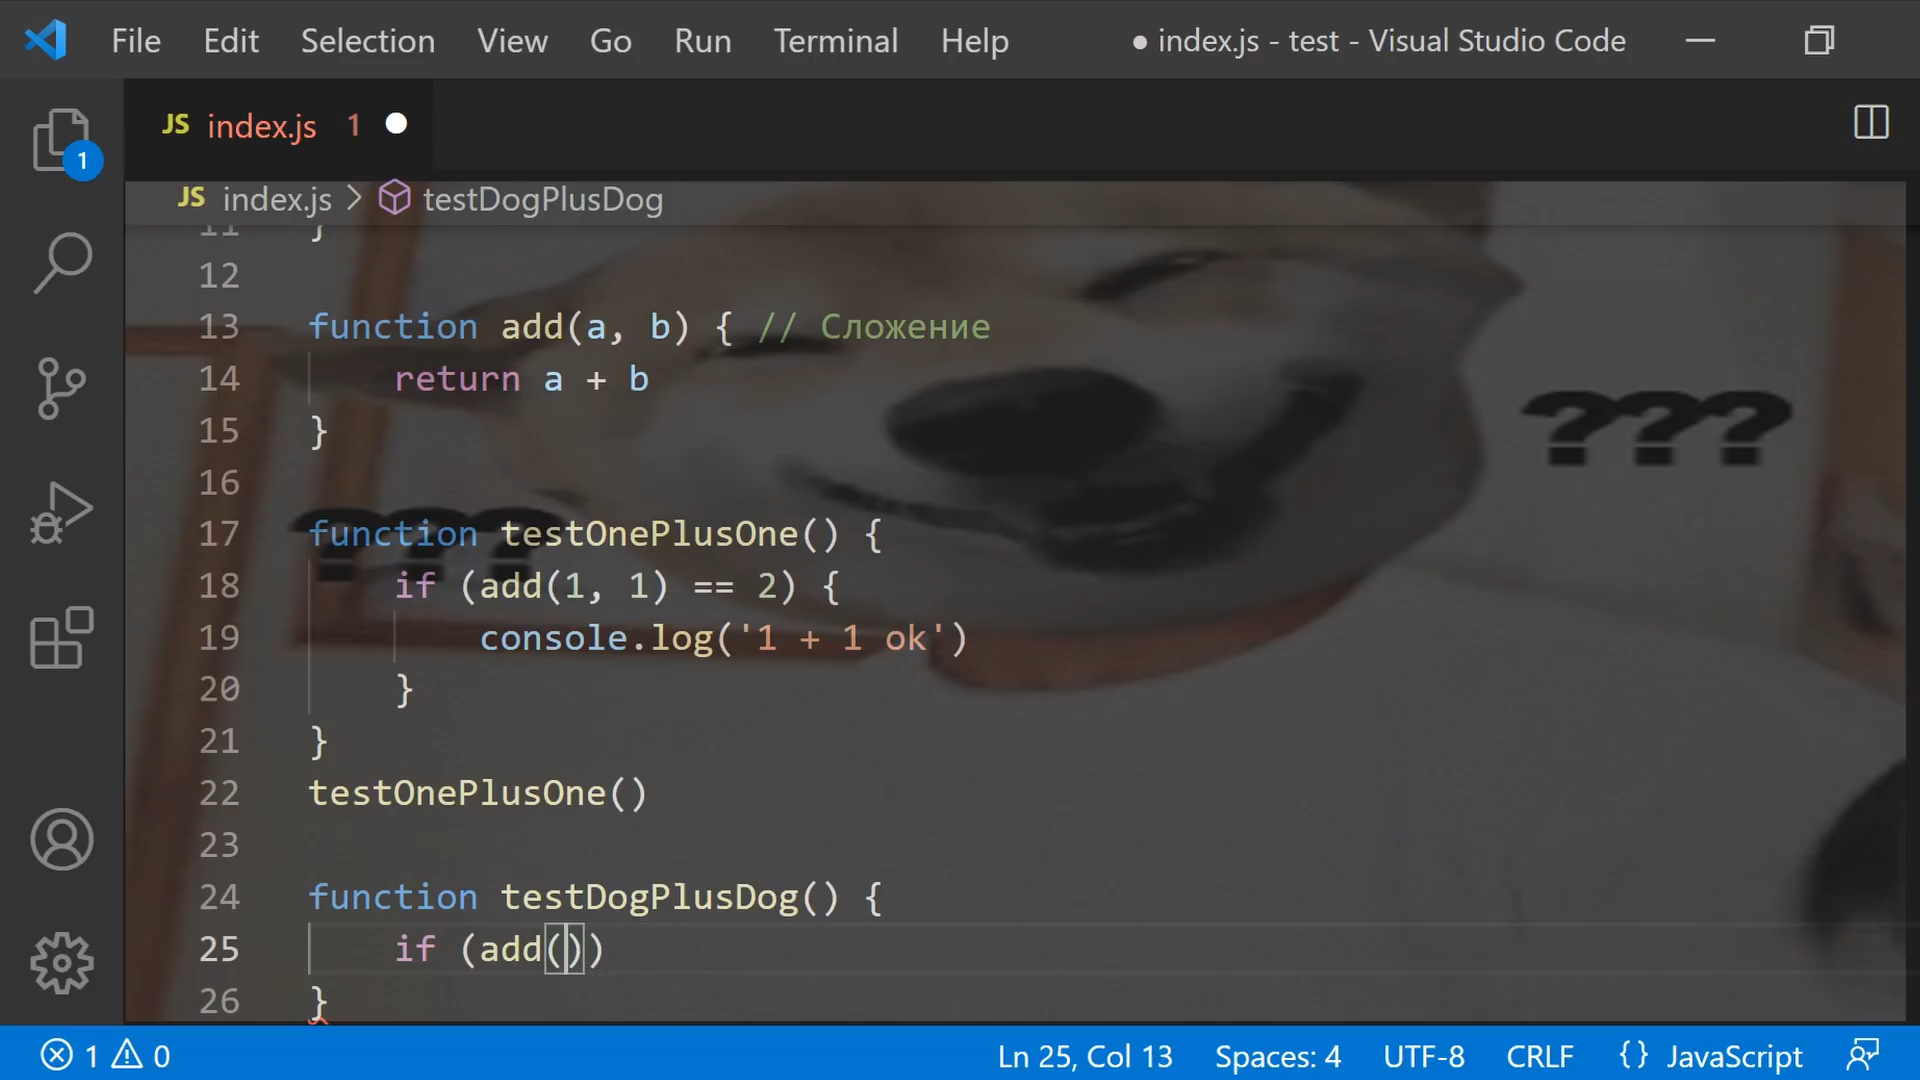 File Edit Selection View Go Run Terminal Help ● index.js - test - Visual Studio Code
JS index.js 1
1
JS index.js > testDogPlusDog
11 }
12
13 function add(a, b) { // Сложение
14 return a + b
15 }
16
???
17 function testOnePlusOne() {
???
18 if (add(1, 1) == 2) {
19 console.log('1 + 1 ok')
20 }
21 }
22 testOnePlusOne()
23
24 function testDogPlusDog() {
25 if (add())
26 }
1 0 Ln 25, Col 13 Spaces: 4 UTF-8 CRLF {} JavaScript